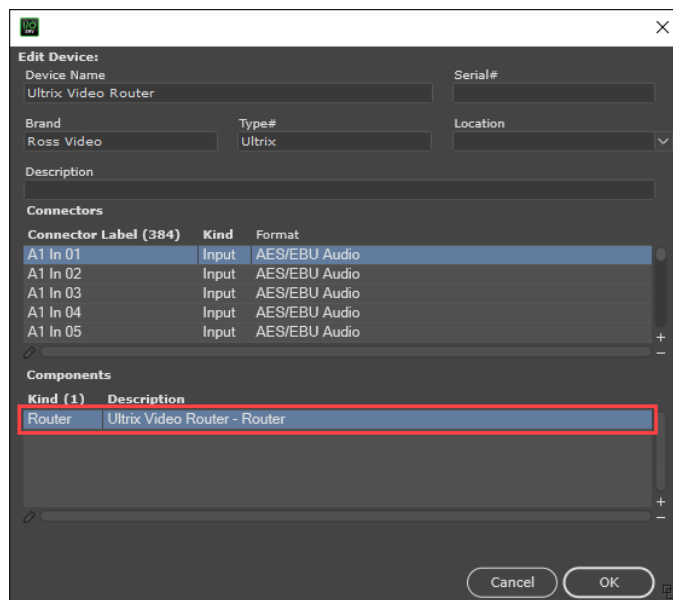 I/O
SRV
Edit Device:
Device Name Serial#
Ultrix Video Router
Brand Type# Location
Ross Video Ultrix
Description
Connectors
Connector Label (384) Kind Format
A1 In 01 Input AES/EBU Audio
A1 In 02 Input AES/EBU Audio
A1 In 03 Input AES/EBU Audio
A1 In 04 Input AES/EBU Audio
A1 In 05 Input AES/EBU Audio
+
–
Components
Kind (1) Description
Router Ultrix Video Router - Router
+
–
Cancel OK